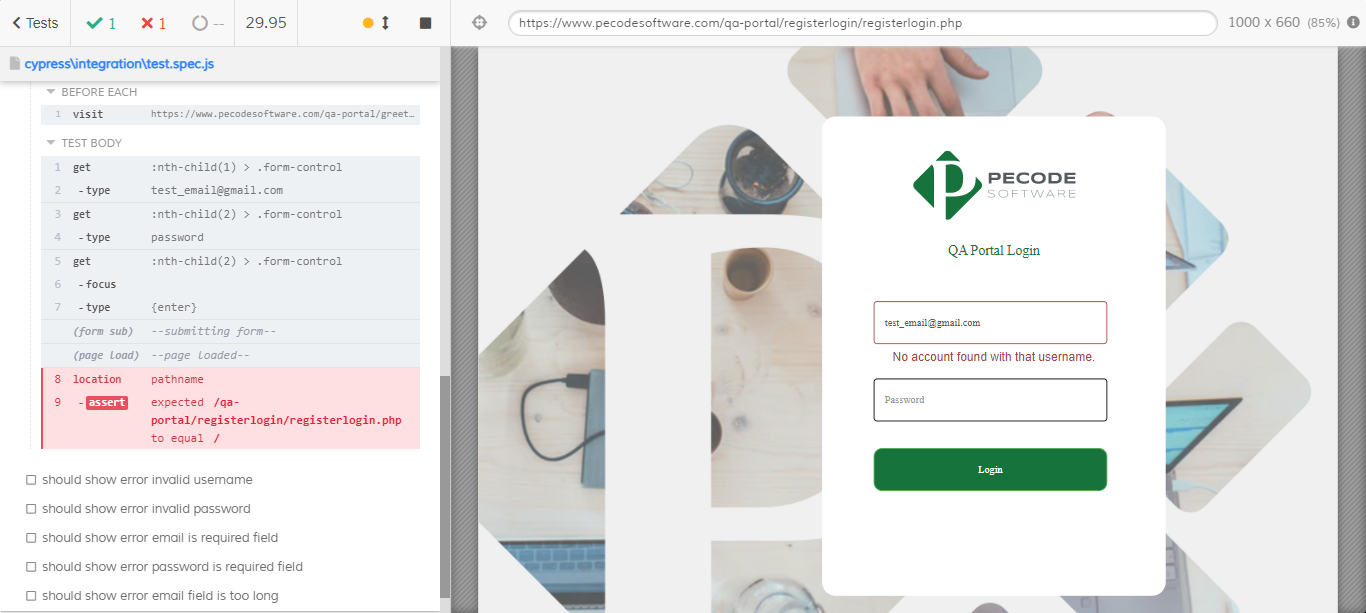 Tests
1
1
--
29.95
https://www.pecodesoftware.com/qa-portal/registerlogin/registerlogin.php
1000 x 660 (85%)
cypress\integration\test.spec.js
BEFORE EACH
1 visit https://www.pecodesoftware.com/qa-portal/greet…
TEST BODY
1 get :nth-child(1) > .form-control
2 -type test_email@gmail.com
3 get :nth-child(2) > .form-control
4 -type password
5 get :nth-child(2) > .form-control
6 -focus
7 -type {enter}
(form sub) --submitting form--
(page load) --page loaded--
8 location pathname
9 -assert expected /qa-
portal/registerlogin/registerlogin.php
to equal /
should show error invalid username
should show error invalid password
should show error email is required field
should show error password is required field
should show error email field is too long
PECODE
SOFTWARE
QA Portal Login
test_email@gmail.com
No account found with that username.
Password
Login